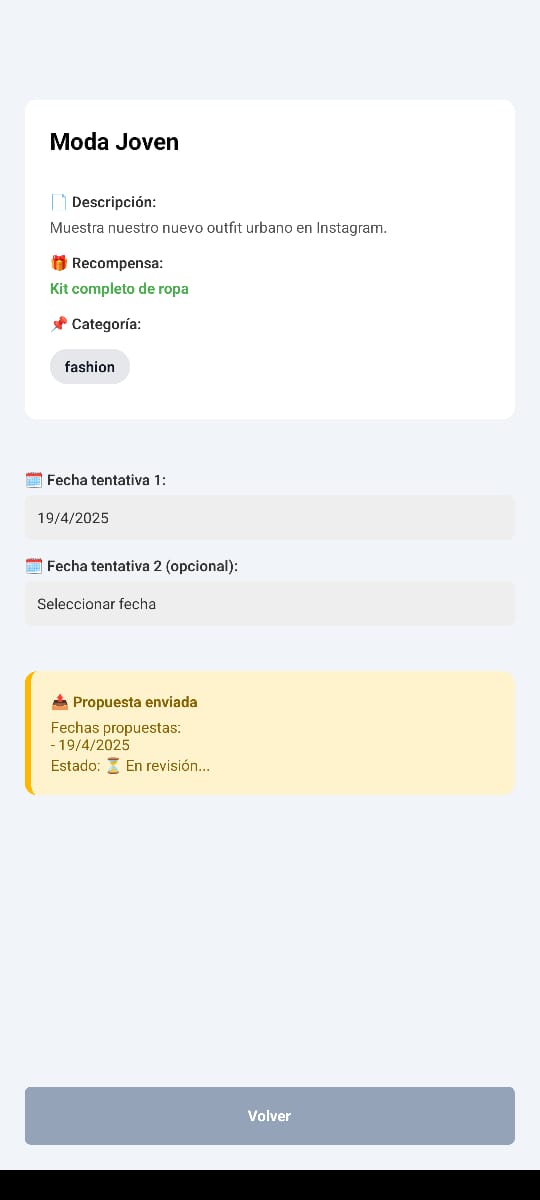 Moda Joven
📄 Descripción:
Muestra nuestro nuevo outfit urbano en Instagram.
🎁 Recompensa:
Kit completo de ropa
📌 Categoría:
fashion
🗓️ Fecha tentativa 1:
19/4/2025
🗓️ Fecha tentativa 2 (opcional):
Seleccionar fecha
📤 Propuesta enviada
Fechas propuestas:
- 19/4/2025
Estado: ⏳ En revisión...
Volver